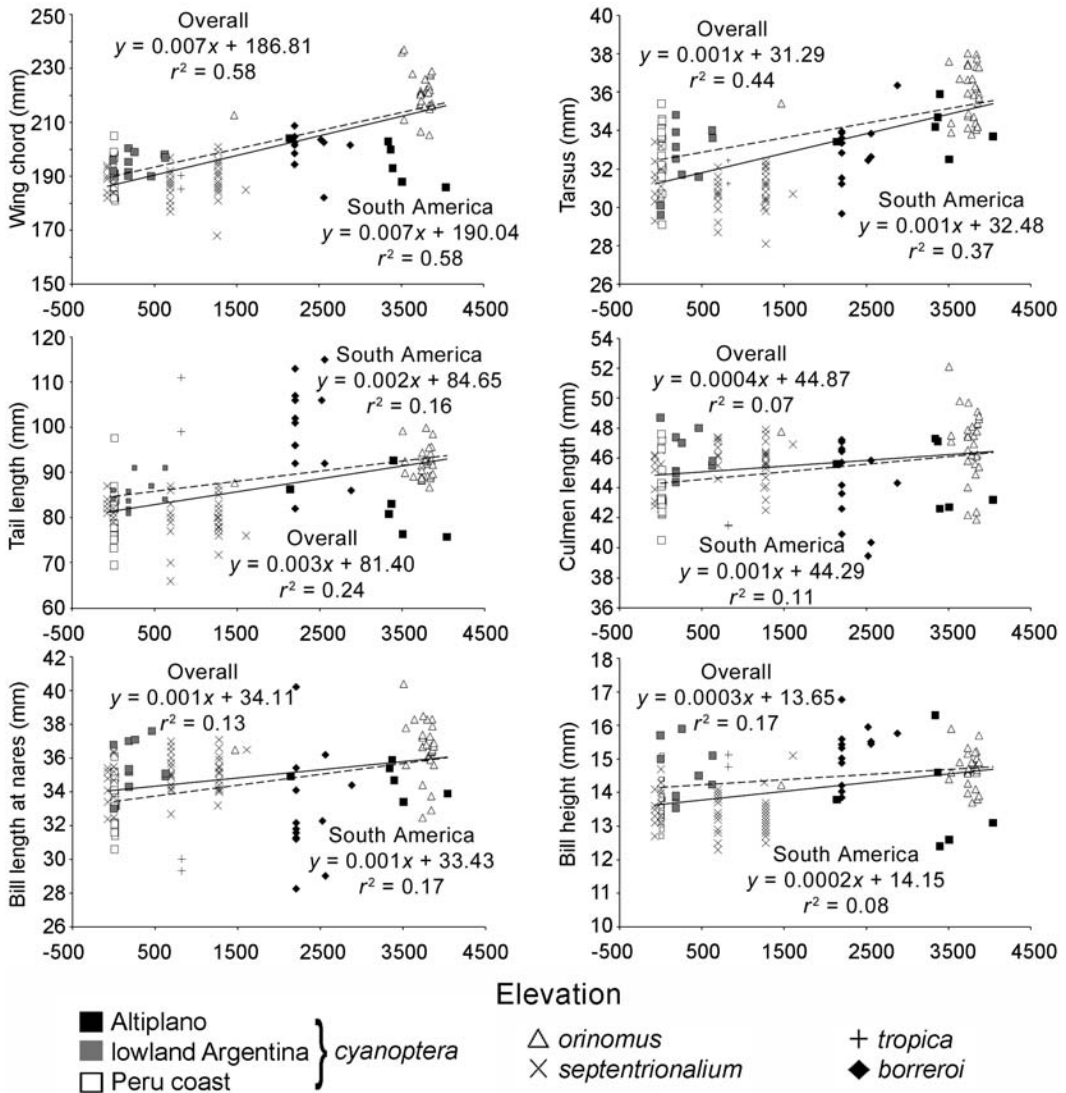 Wing chord (mm)
250
230
210
190
170
150
Overall
y = 0.007x + 186.81
r² = 0.58
South America
y = 0.007x + 190.04
r² = 0.58
-500 500 1500 2500 3500 4500
Tarsus (mm)
40
38
36
34
32
30
28
26
Overall
y = 0.001x + 31.29
r² = 0.44
South America
y = 0.001x + 32.48
r² = 0.37
-500 500 1500 2500 3500 4500
Tail length (mm)
120
110
100
90
80
70
60
South America
y = 0.002x + 84.65
r² = 0.16
Overall
y = 0.003x + 81.40
r² = 0.24
-500 500 1500 2500 3500 4500
Culmen length (mm)
54
52
50
48
46
44
42
40
38
36
Overall
y = 0.0004x + 44.87
r² = 0.07
South America
y = 0.001x + 44.29
r² = 0.11
-500 500 1500 2500 3500 4500
Bill length at nares (mm)
42
40
38
36
34
32
30
28
26
Overall
y = 0.001x + 34.11
r² = 0.13
South America
y = 0.001x + 33.43
r² = 0.17
-500 500 1500 2500 3500 4500
Bill height (mm)
18
17
16
15
14
13
12
11
10
Overall
y = 0.0003x + 13.65
r² = 0.17
South America
y = 0.0002x + 14.15
r² = 0.08
-500 500 1500 2500 3500 4500
Elevation
Altiplano
lowland Argentina
Peru coast
cyanoptera
orinomus
septentrionalium
tropica
borreroi